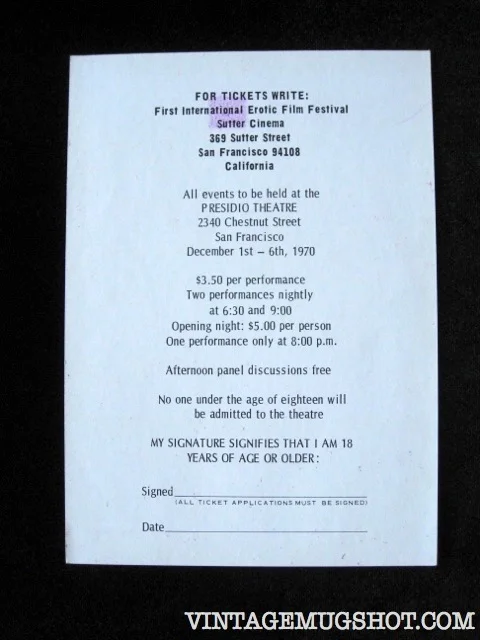 FOR TICKETS WRITE:
First International Erotic Film Festival
Sutter Cinema
369 Sutter Street
San Francisco 94108
California
All events to be held at the
PRESIDIO THEATRE
2340 Chestnut Street
San Francisco
December 1st – 6th, 1970
$3.50 per performance
Two performances nightly
at 6:30 and 9:00
Opening night: $5.00 per person
One performance only at 8:00 p.m.
Afternoon panel discussions free
No one under the age of eighteen will
be admitted to the theatre
MY SIGNATURE SIGNIFIES THAT I AM 18
YEARS OF AGE OR OLDER:
Signed
(ALL TICKET APPLICATIONS MUST BE SIGNED)
Date
VINTAGEMUGSHOT.COM